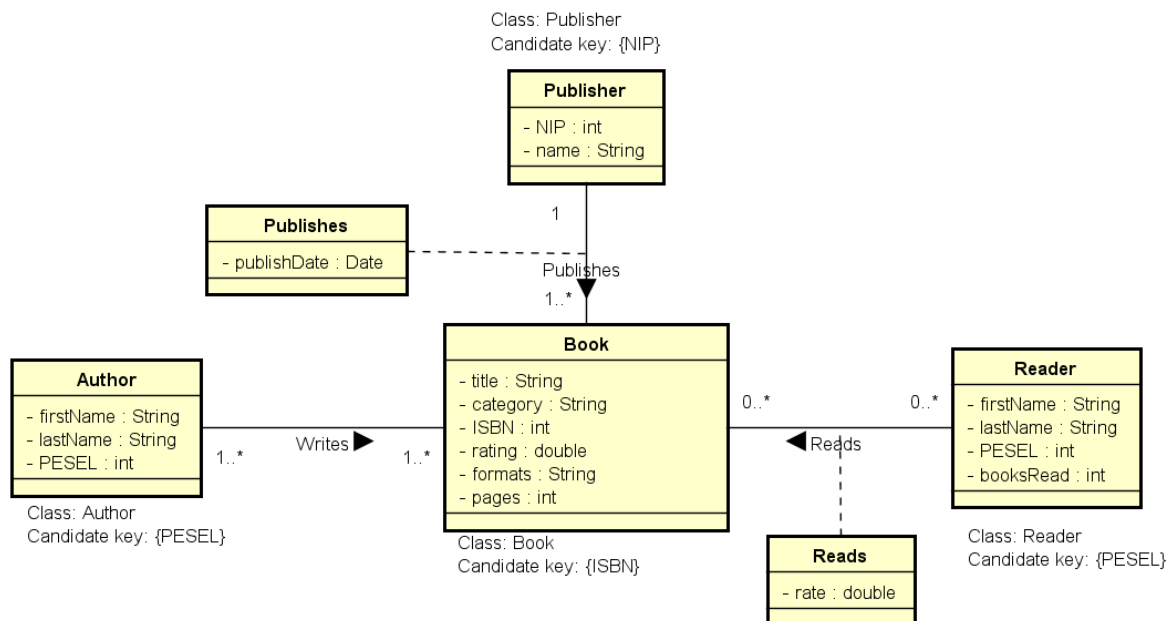 Class: Publisher
Candidate key: {NIP}
Publisher
- NIP : int
- name : String
1
Publishes
- publishDate : Date
Publishes
1..*
Book
- title : String
- category : String
- ISBN : int
- rating : double
- formats : String
- pages : int
Class: Book
Candidate key: {ISBN}
Author
- firstName : String
- lastName : String
- PESEL : int
Class: Author
Candidate key: {PESEL}
1..*
Writes
1..*
0..*
0..*
Reads
Reader
- firstName : String
- lastName : String
- PESEL : int
- booksRead : int
Class: Reader
Candidate key: {PESEL}
Reads
- rate : double